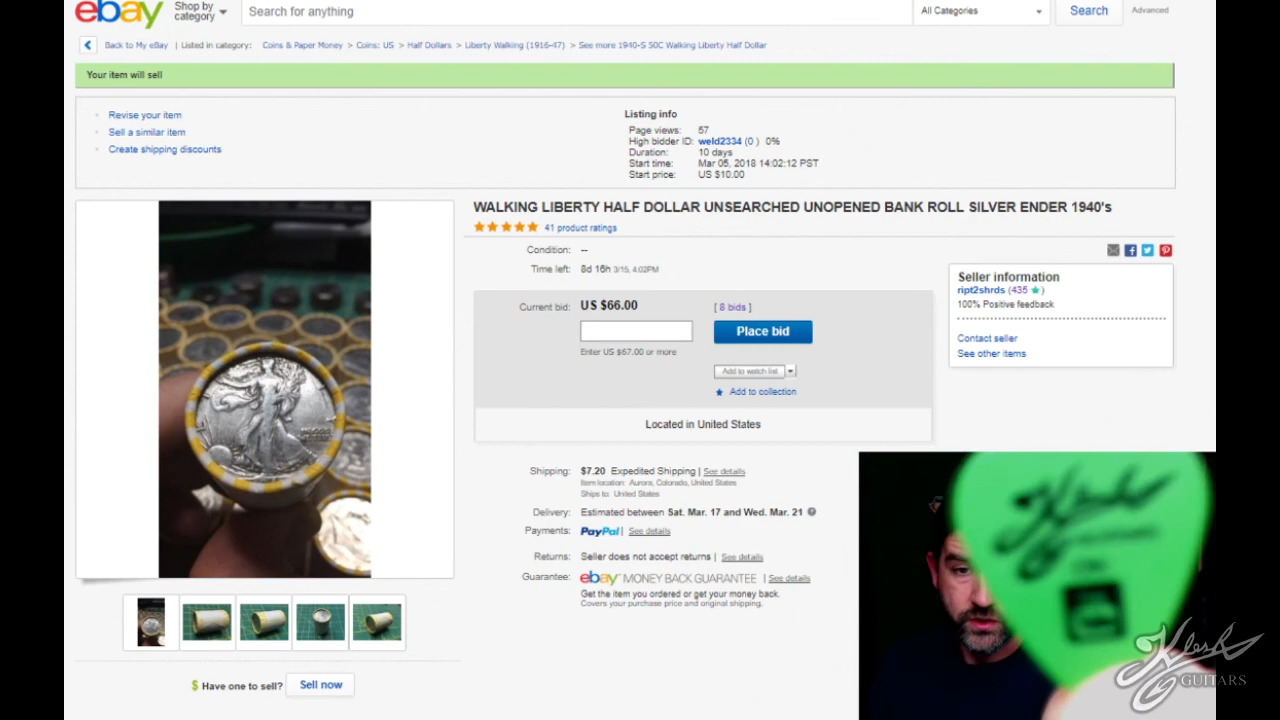 ebay
Shop by category
Search for anything
All Categories
Search
Advanced
Back to My eBay | Listed in category: Coins & Paper Money > Coins: US > Half Dollars > Liberty Walking (1916-47) > See more 1940-S 50C Walking Liberty Half Dollar
Your item will sell
Revise your item
Sell a similar item
Create shipping discounts
Listing info
Page views: 57
High bidder ID: weld2334 (0 ) 0%
Duration: 10 days
Start time: Mar 05, 2018 14:02:12 PST
Start price: US $10.00
WALKING LIBERTY HALF DOLLAR UNSEARCHED UNOPENED BANK ROLL SILVER ENDER 1940's
41 product ratings
Condition: --
Time left: 8d 16h 3/15, 4:02PM
Current bid: US $66.00 [ 8 bids ]
Place bid
Enter US $67.00 or more
Add to watch list
Add to collection
Located in United States
Seller information
ript2shrds (435 )
100% Positive feedback
Contact seller
See other items
Shipping: $7.20 Expedited Shipping | See details
Item location: Aurora, Colorado, United States
Ships to: United States
Delivery: Estimated between Sat. Mar. 17 and Wed. Mar. 21
Payments: PayPal | See details
Returns: Seller does not accept returns | See details
Guarantee: ebay MONEY BACK GUARANTEE | See details
Get the item you ordered or get your money back.
Covers your purchase price and original shipping.
$ Have one to sell? Sell now
GUITARS